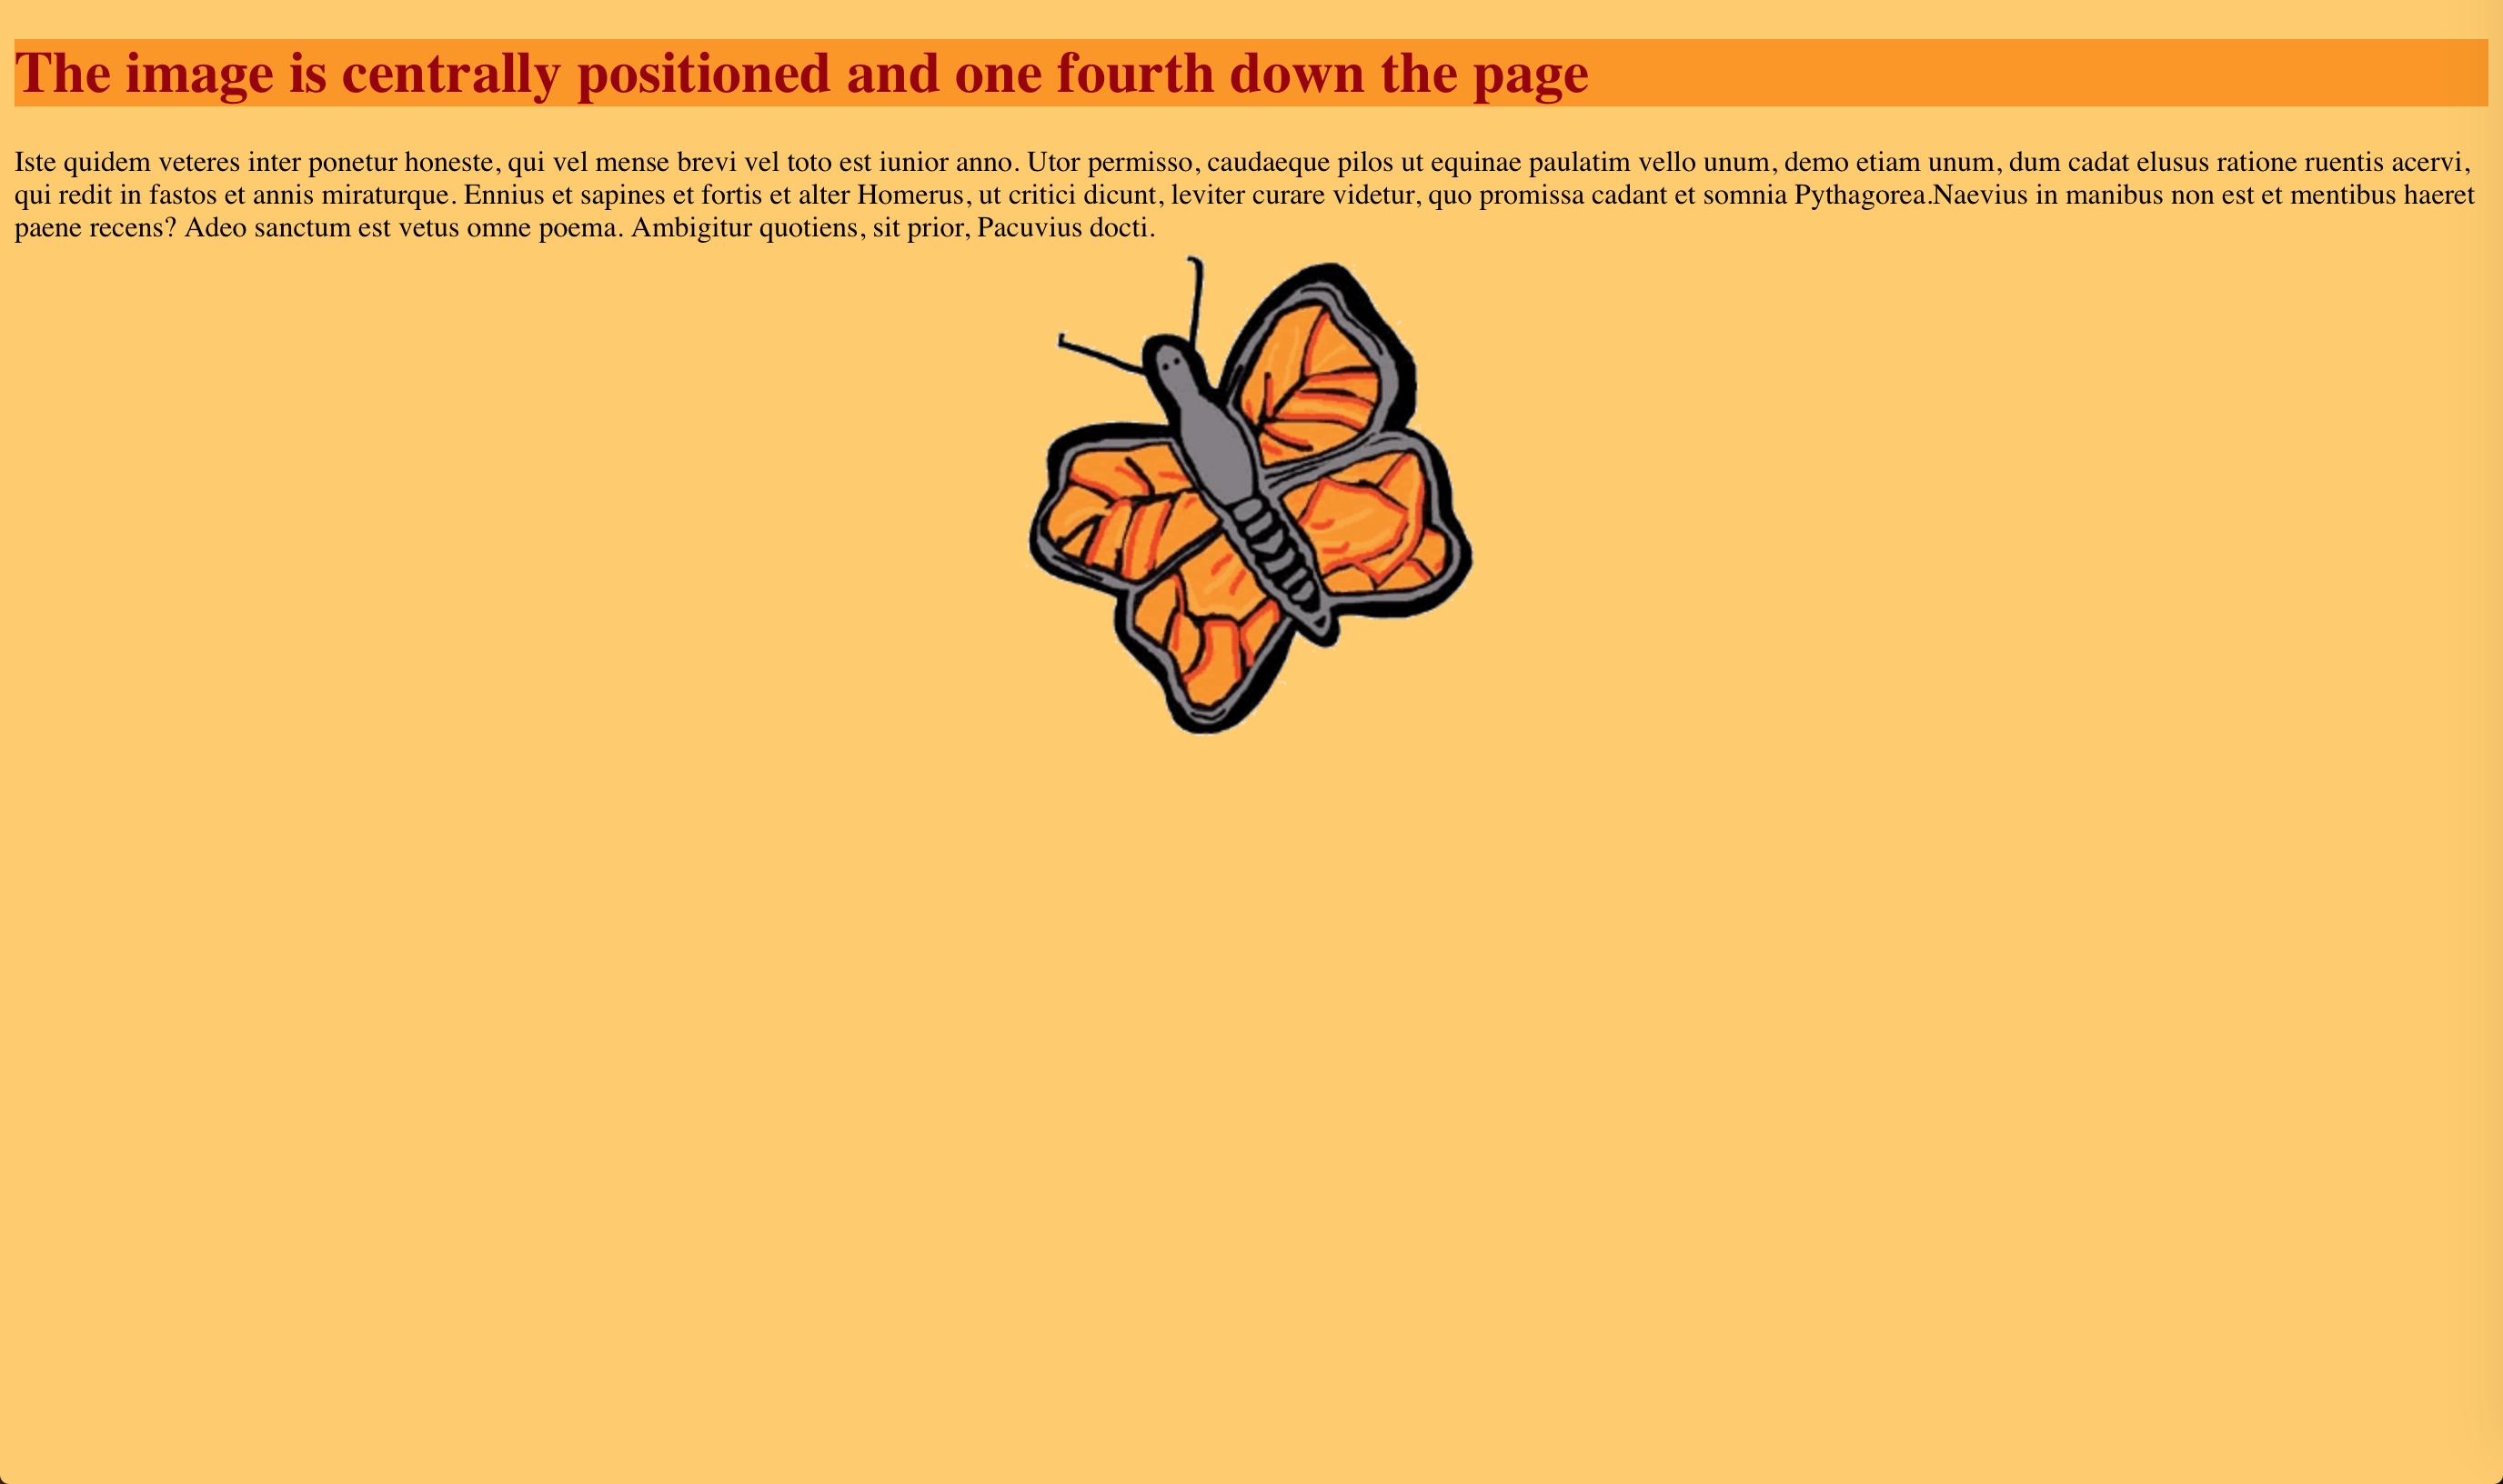 The image is centrally positioned and one fourth down the page
Iste quidem veteres inter ponetur honeste, qui vel mense brevi vel toto est iunior anno. Utor permisso, caudaeque pilos ut equinae paulatim vello unum, demo etiam unum, dum cadat elusus ratione ruentis acervi,
qui redit in fastos et annis miraturque. Ennius et sapines et fortis et alter Homerus, ut critici dicunt, leviter curare videtur, quo promissa cadant et somnia Pythagorea.Naevius in manibus non est et mentibus haeret
paene recens? Adeo sanctum est vetus omne poema. Ambigitur quotiens, sit prior, Pacuvius docti.